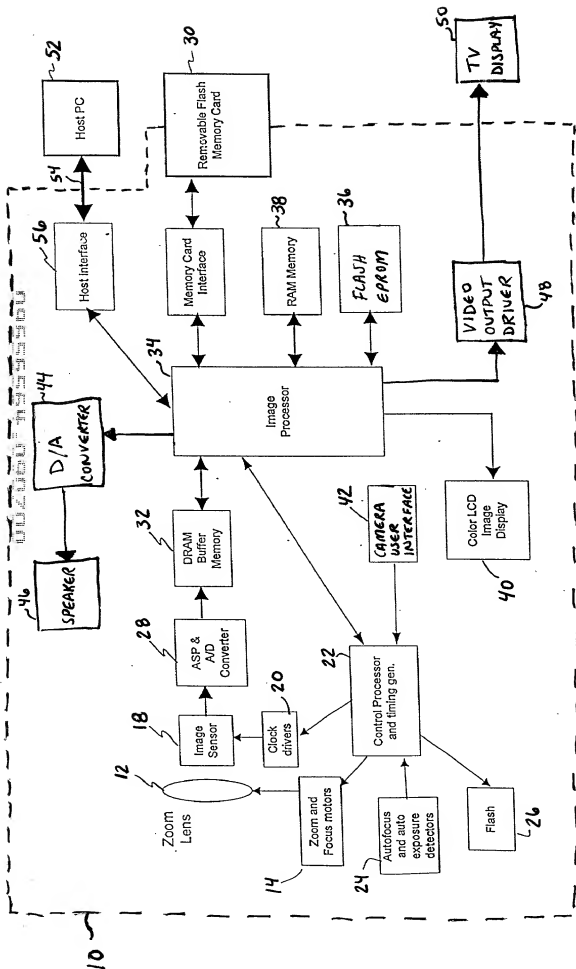 10
Zoom
Lens
12
Zoom and
Focus motors
14
Image
Sensor
18
Clock
drivers
20
Autofocus
and auto
exposure
detectors
24
Flash
26
Control Processor
and timing gen.
22
ASP &
A/D
Converter
28
DRAM
Buffer
Memory
32
SPEAKER
46
D/A
CONVERTER
44
CAMERA
USER
INTERFACE
42
Color LCD
Image
Display
40
Image
Processor
34
Host Interface
56
54
Host PC
52
Memory Card
Interface
Removable Flash
Memory Card
30
RAM Memory
38
FLASH
EPROM
36
VIDEO
OUTPUT
DRIVER
48
TV
DISPLAY
50